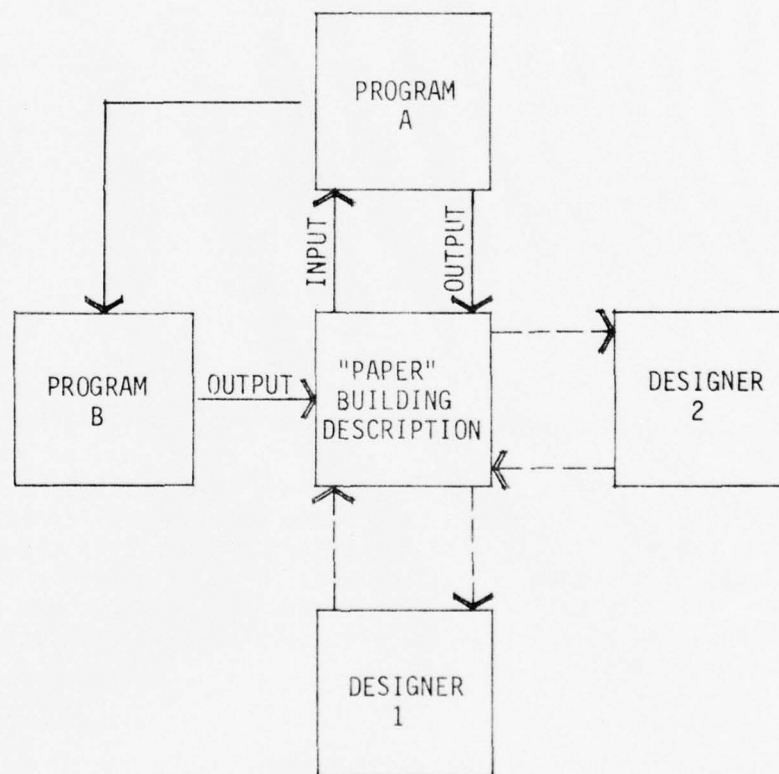 PROGRAM
A
INPUT
OUTPUT
PROGRAM
B
OUTPUT
"PAPER"
BUILDING
DESCRIPTION
DESIGNER
2
DESIGNER
1